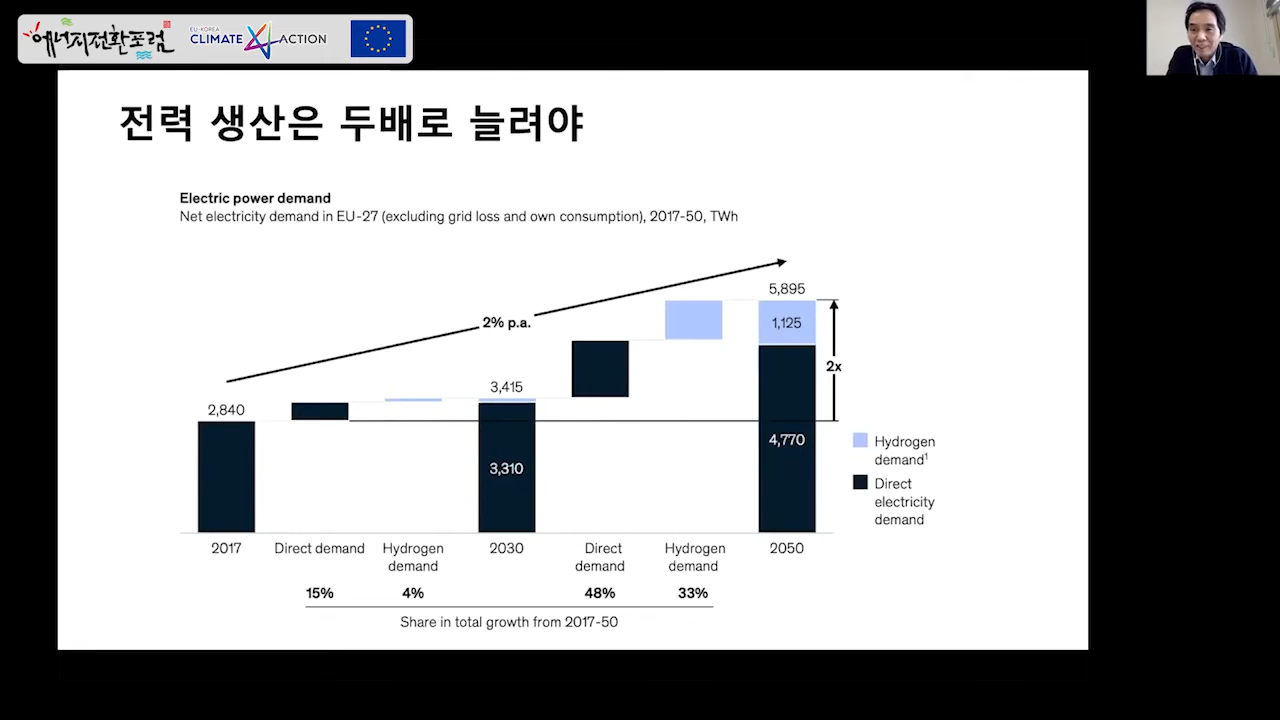 에너지전환포럼
EU-KOREA
CLIMATE ACTION
전력 생산은 두배로 늘려야
Electric power demand
Net electricity demand in EU-27 (excluding grid loss and own consumption), 2017-50, TWh
5,895
2% p.a.
1,125
2x
3,415
2,840
4,770
3,310
Hydrogen
demand¹
Direct
electricity
demand
2017 Direct demand Hydrogen demand 2030 Direct demand Hydrogen demand 2050
15% 4% 48% 33%
Share in total growth from 2017-50